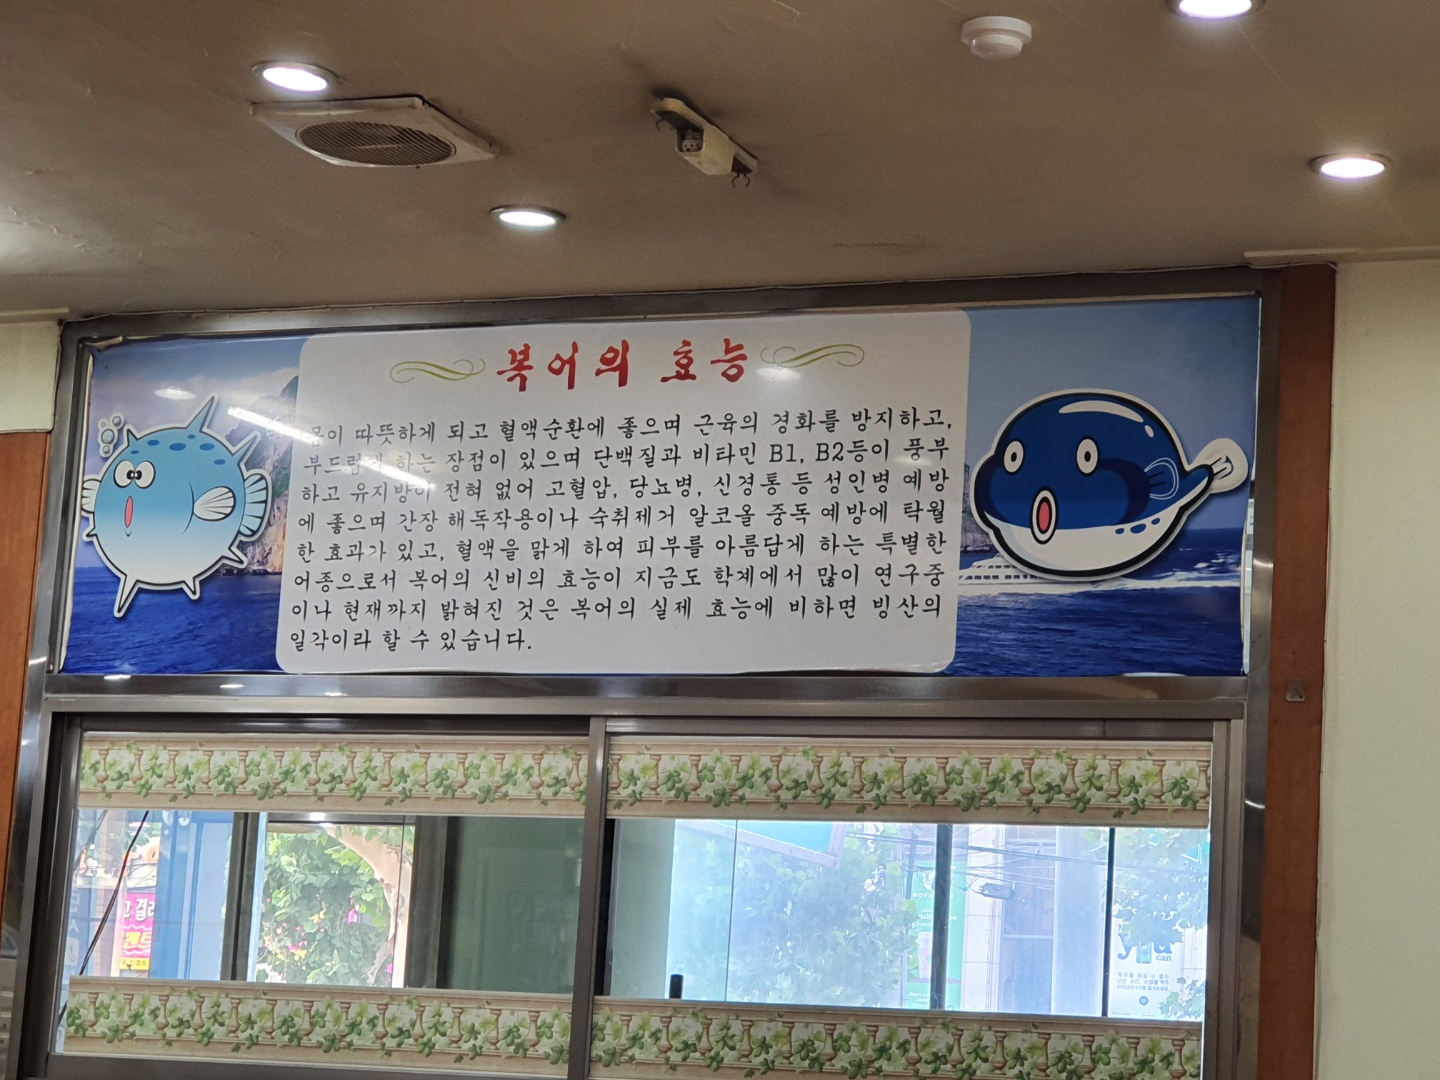 복어의 효능
몸이 따뜻하게 되고 혈액순환에 좋으며 근육의 경화를 방지하고,
부드럽게 하는 장점이 있으며 단백질과 비타민 B1, B2등이 풍부
하고 유지방이 전혀 없어 고혈압, 당뇨병, 신경통 등 성인병 예방
에 좋으며 간장 해독작용이나 숙취제거 알코올 중독 예방에 탁월
한 효과가 있고, 혈액을 맑게 하여 피부를 아름답게 하는 특별한
어종으로서 복어의 신비의 효능이 지금도 학계에서 많이 연구중
이나 현재까지 밝혀진 것은 복어의 실제 효능에 비하면 빙산의
일각이라 할 수 있습니다.
you
can